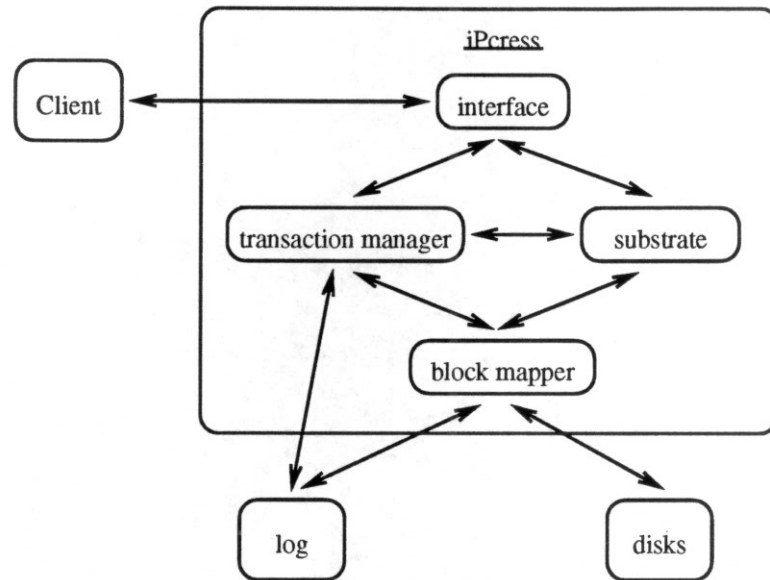 iPcress
Client
interface
transaction manager
substrate
block mapper
log
disks